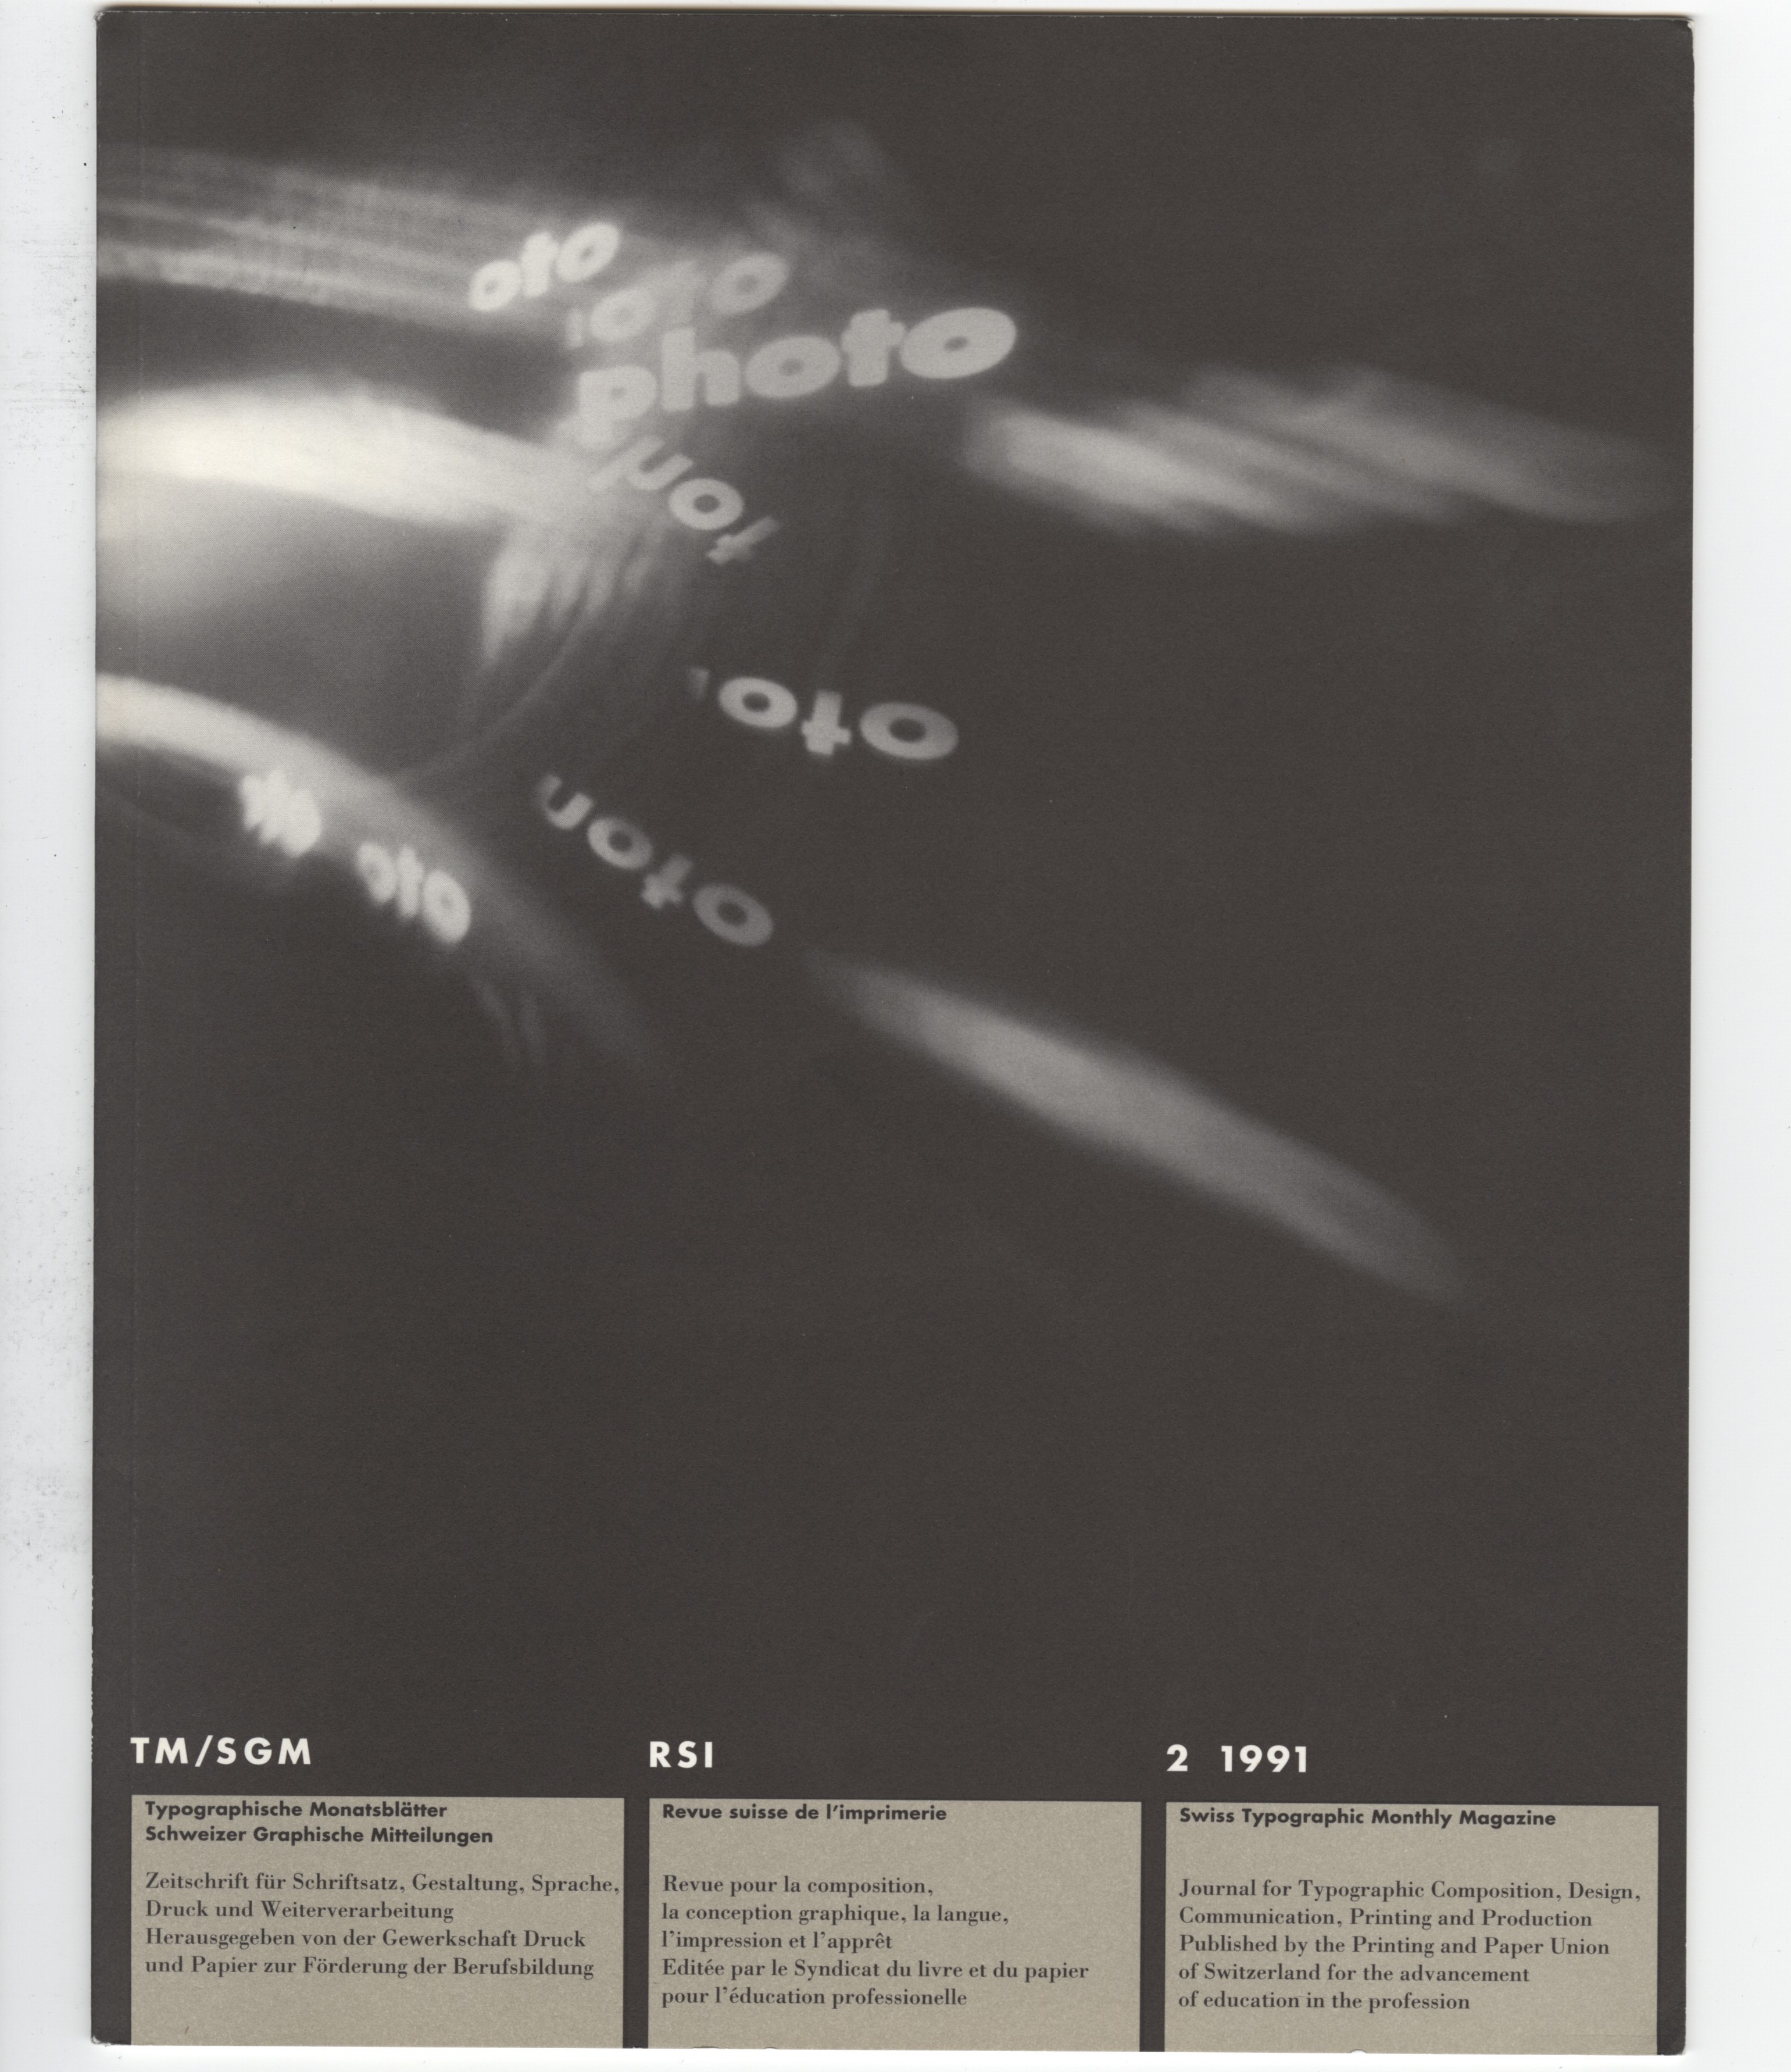 oto
oto
photo
hot
oto
hoto
oto
TM/SGM
Typographische Monatsblätter
Schweizer Graphische Mitteilungen
Zeitschrift für Schriftsatz, Gestaltung, Sprache,
Druck und Weiterverarbeitung
Herausgegeben von der Gewerkschaft Druck
und Papier zur Förderung der Berufsbildung
RSI
Revue suisse de l'imprimerie
Revue pour la composition,
la conception graphique, la langue,
l'impression et l'apprêt
Editée par le Syndicat du livre et du papier
pour l'éducation professionelle
2 1991
Swiss Typographic Monthly Magazine
Journal for Typographic Composition, Design,
Communication, Printing and Production
Published by the Printing and Paper Union
of Switzerland for the advancement
of education in the profession